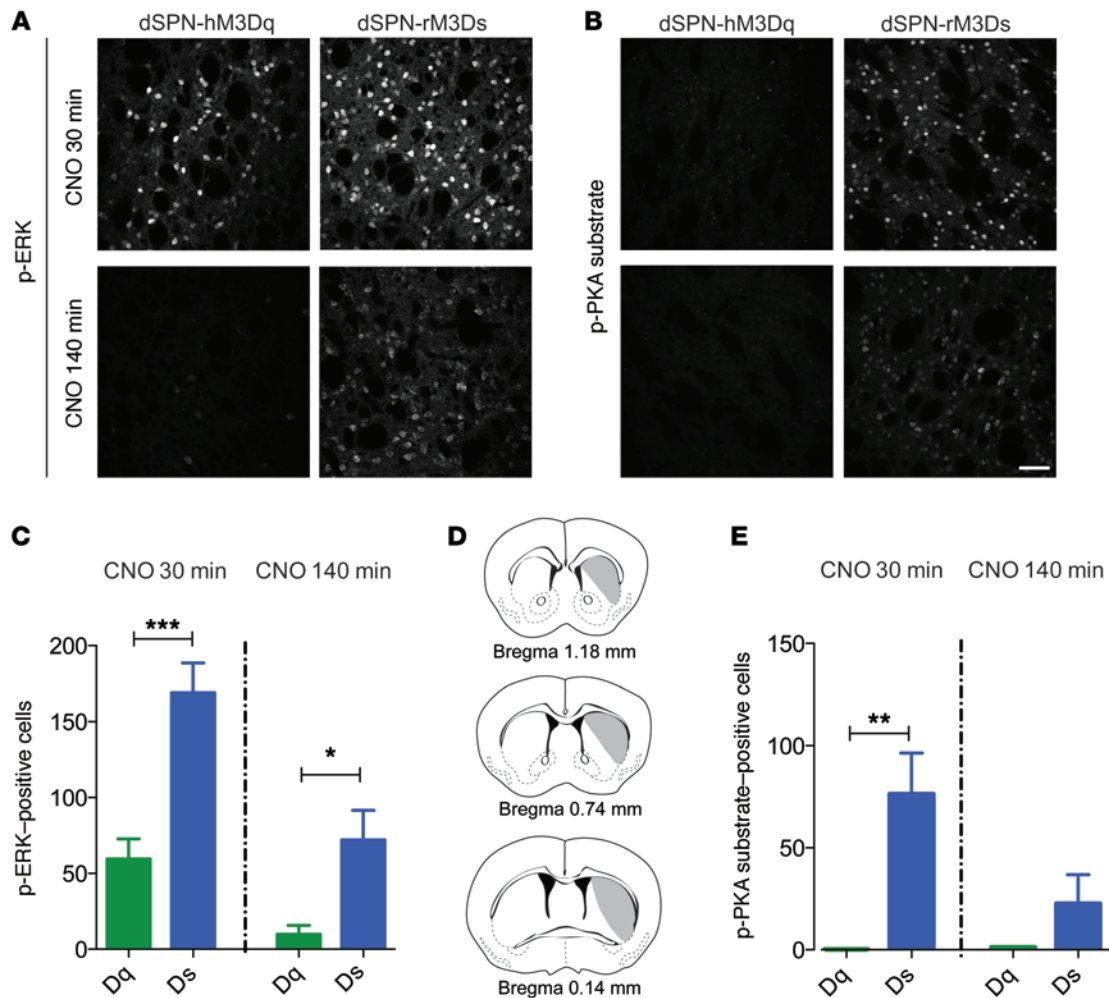 A
dSPN-hM3Dq
dSPN-rM3Ds
p-ERK
CNO 30 min
CNO 140 min
B
dSPN-hM3Dq
dSPN-rM3Ds
p-PKA substrate
C
CNO 30 min
CNO 140 min
p-ERK–positive cells
200
150
100
50
0
***
*
Dq
Ds
Dq
Ds
D
Bregma 1.18 mm
Bregma 0.74 mm
Bregma 0.14 mm
E
CNO 30 min
CNO 140 min
p-PKA substrate–positive cells
150
100
50
0
**
Dq
Ds
Dq
Ds